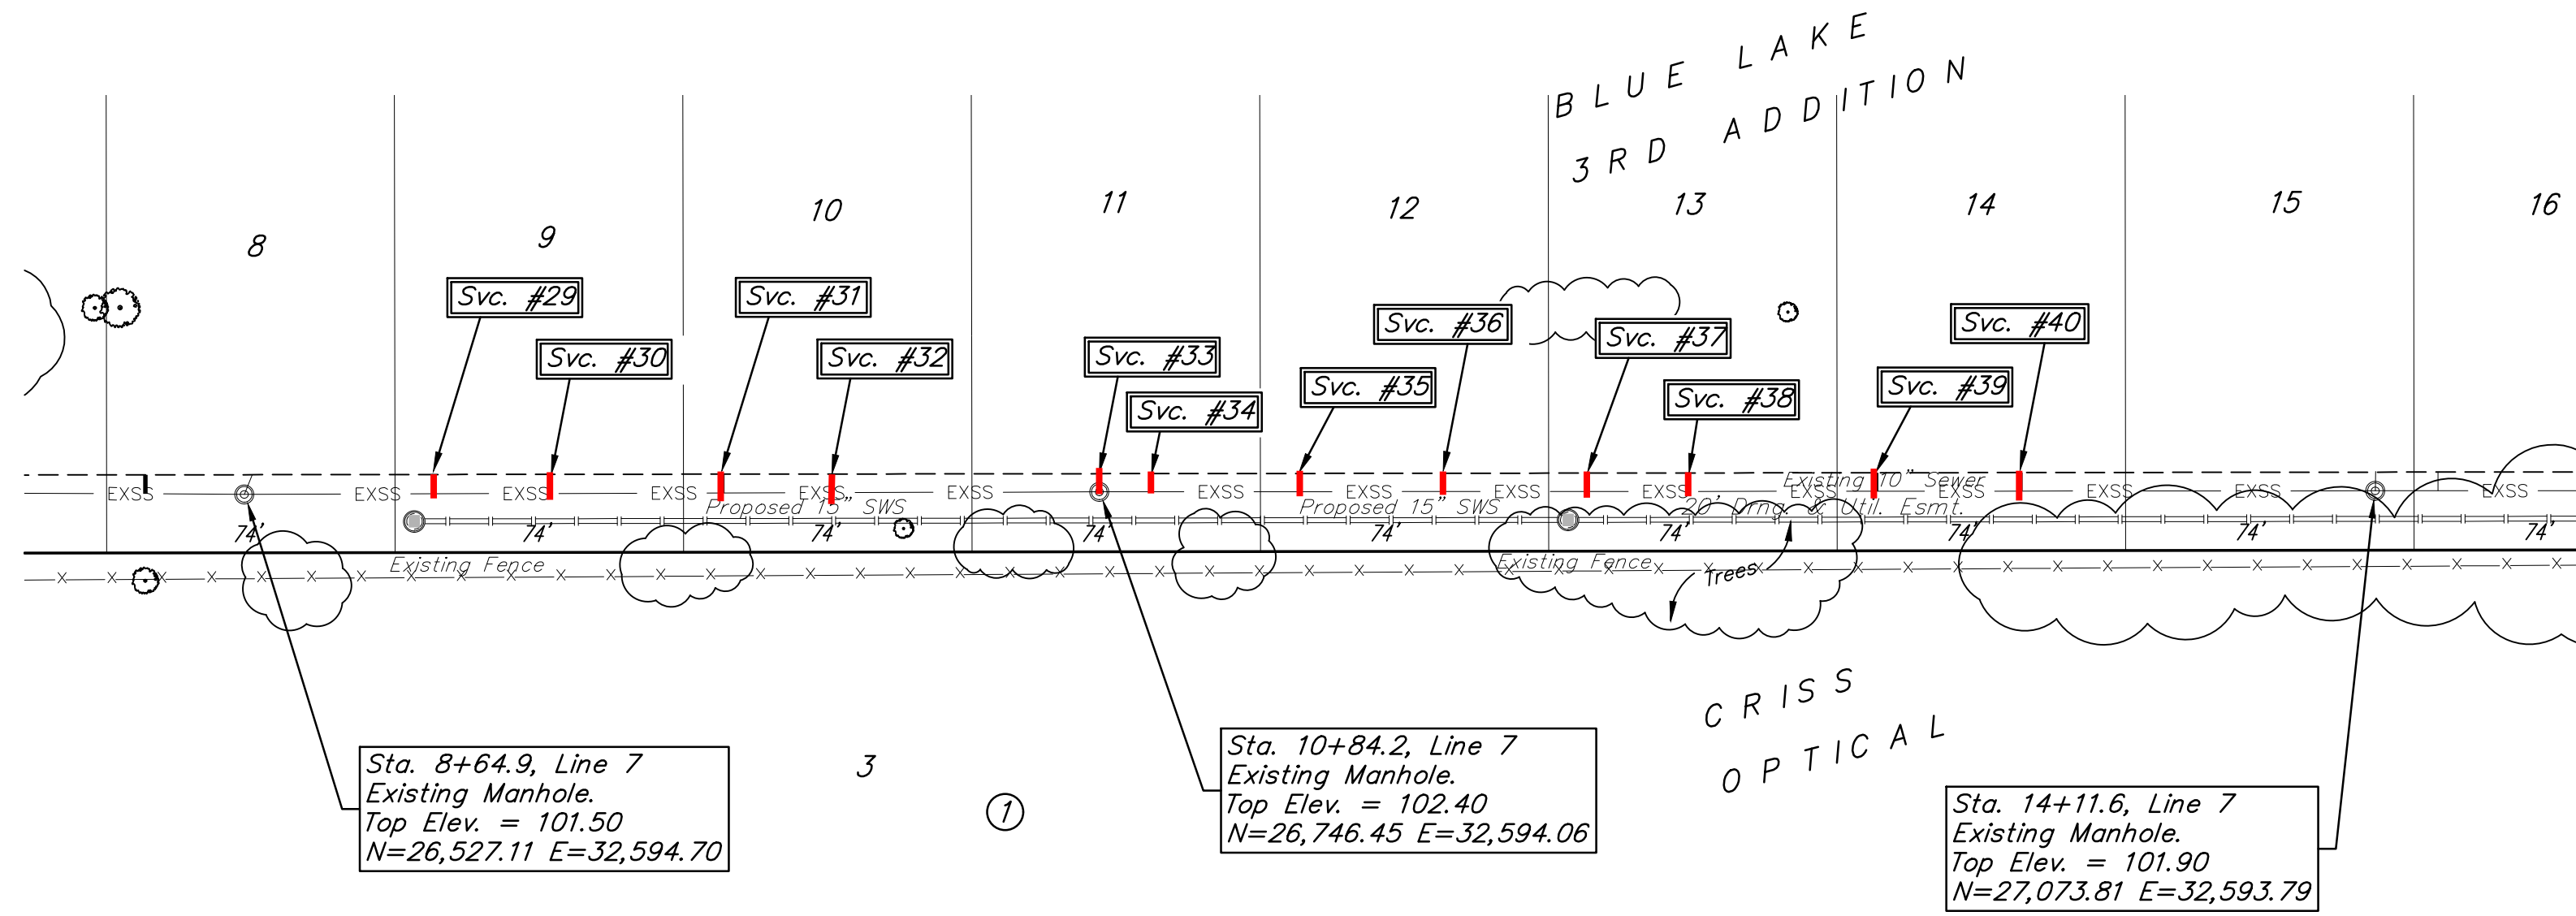 BLUE LAKE
3RD ADDITION
8
9
10
11
12
13
14
15
16
Svc. #29
Svc. #30
Svc. #31
Svc. #32
Svc. #33
Svc. #34
Svc. #35
Svc. #36
Svc. #37
Svc. #38
Svc. #39
Svc. #40
EXSS EXSS EXSS EXSS EXSS EXSS EXSS EXSS EXSS EXSS EXSS EXSS EXSS EXSS EXSS
Existing 10" Sewer
Proposed 15" SWS
Proposed 15" SWS
20' Drng. & Util. Esmt.
74' 74' 74' 74' 74' 74' 74' 74' 74'
Existing Fence
Existing Fence
Trees
CRISS
OPTICAL
3
1
Sta. 8+64.9, Line 7
Existing Manhole.
Top Elev. = 101.50
N=26,527.11 E=32,594.70
Sta. 10+84.2, Line 7
Existing Manhole.
Top Elev. = 102.40
N=26,746.45 E=32,594.06
Sta. 14+11.6, Line 7
Existing Manhole.
Top Elev. = 101.90
N=27,073.81 E=32,593.79